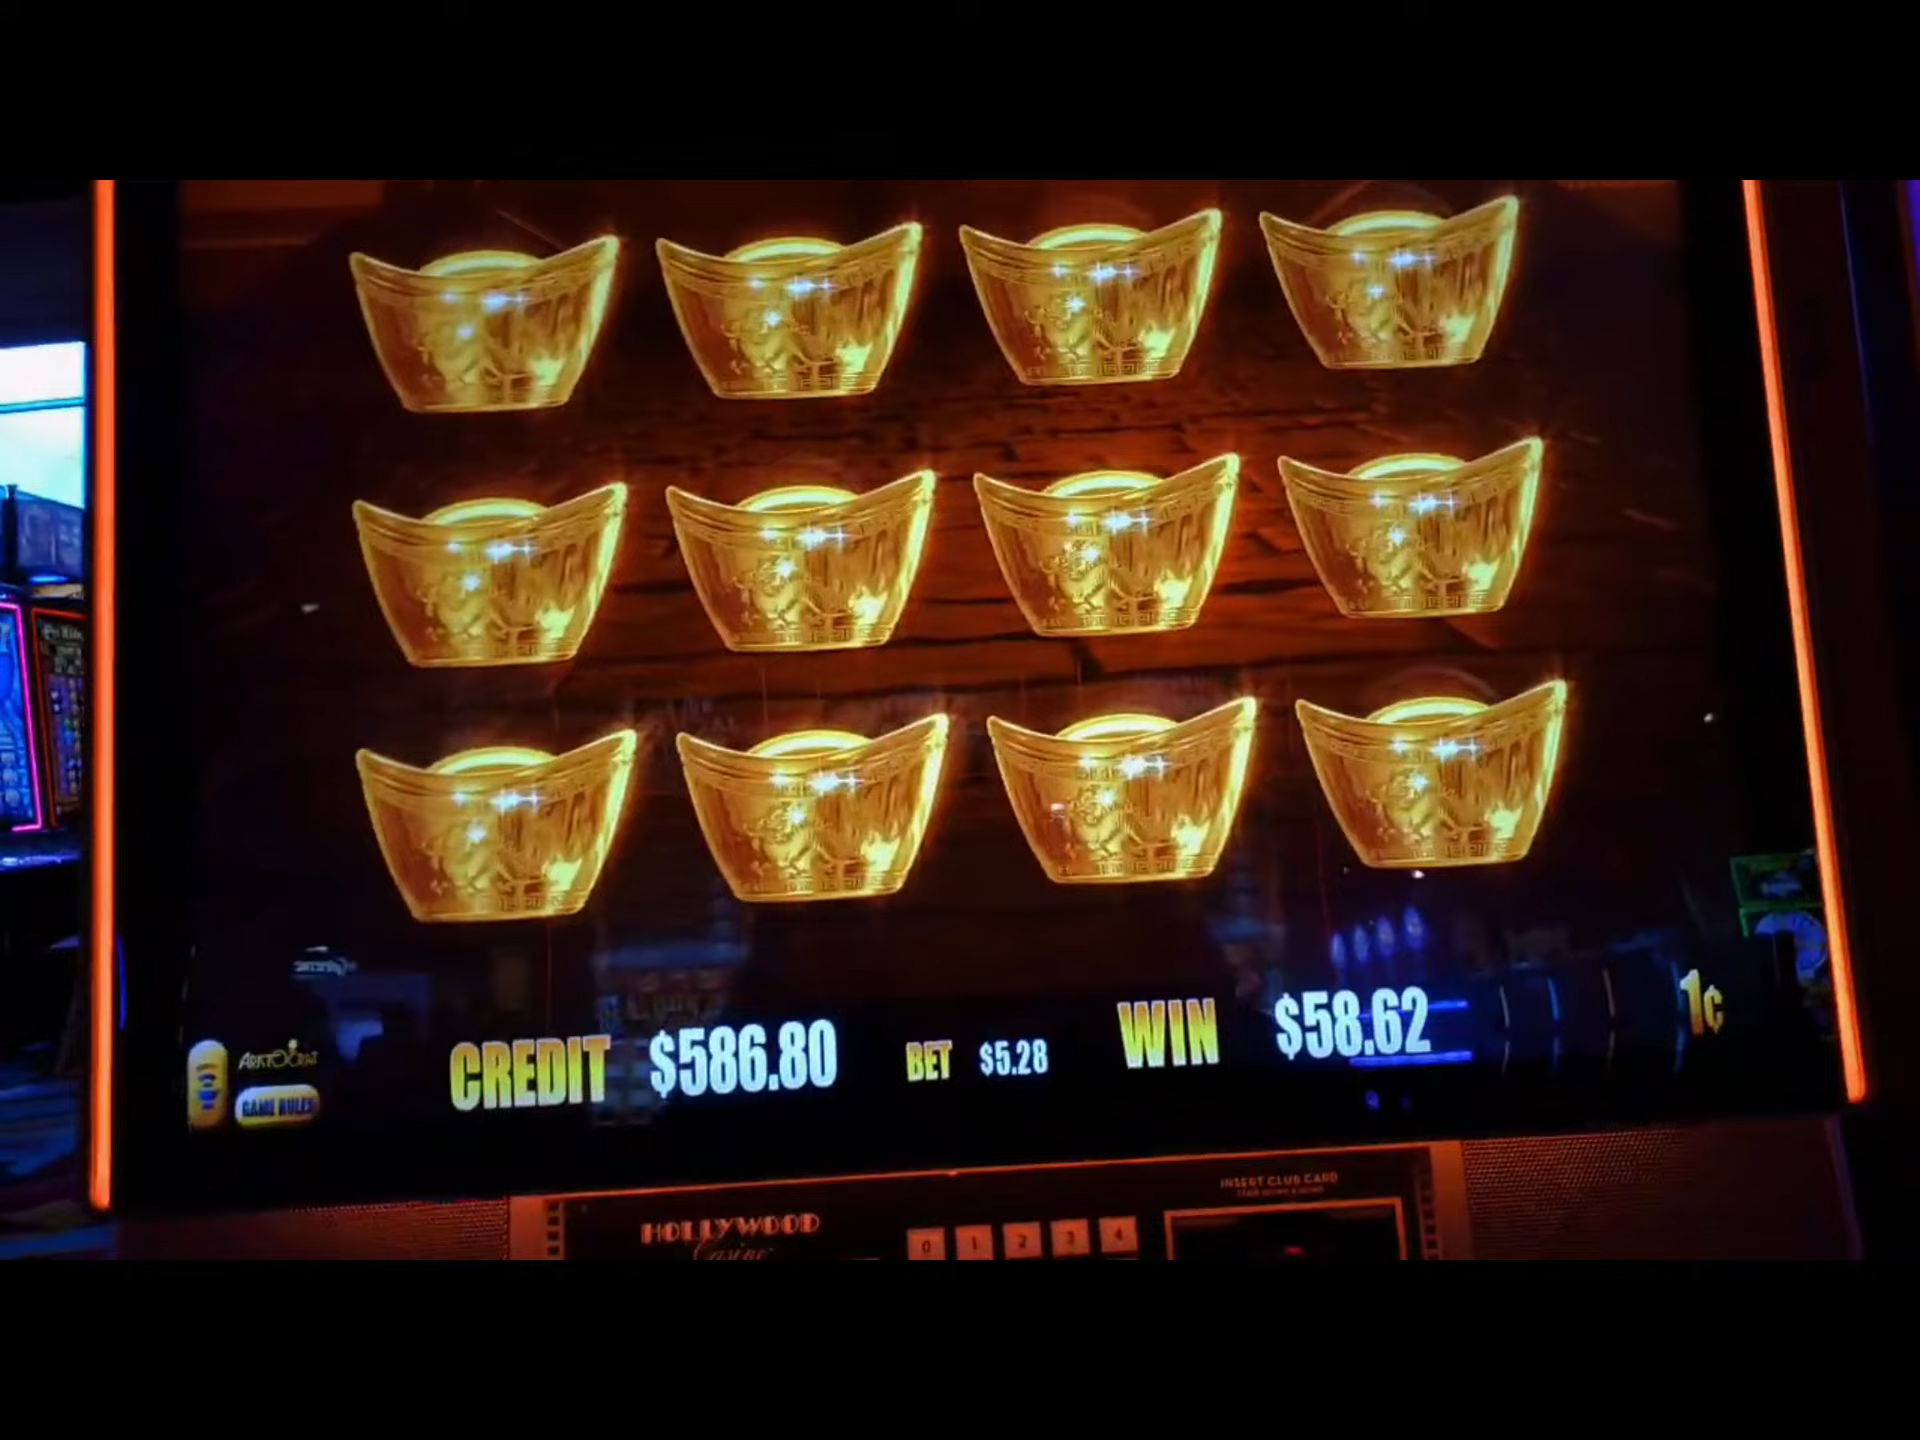 CREDIT $586.80 BET $5.28 WIN $58.62 1¢
ARISTOCRAT
GAME RULES
INSERT CLUB CARD
HOLLYWOOD
Casino
0 1 2 3 4